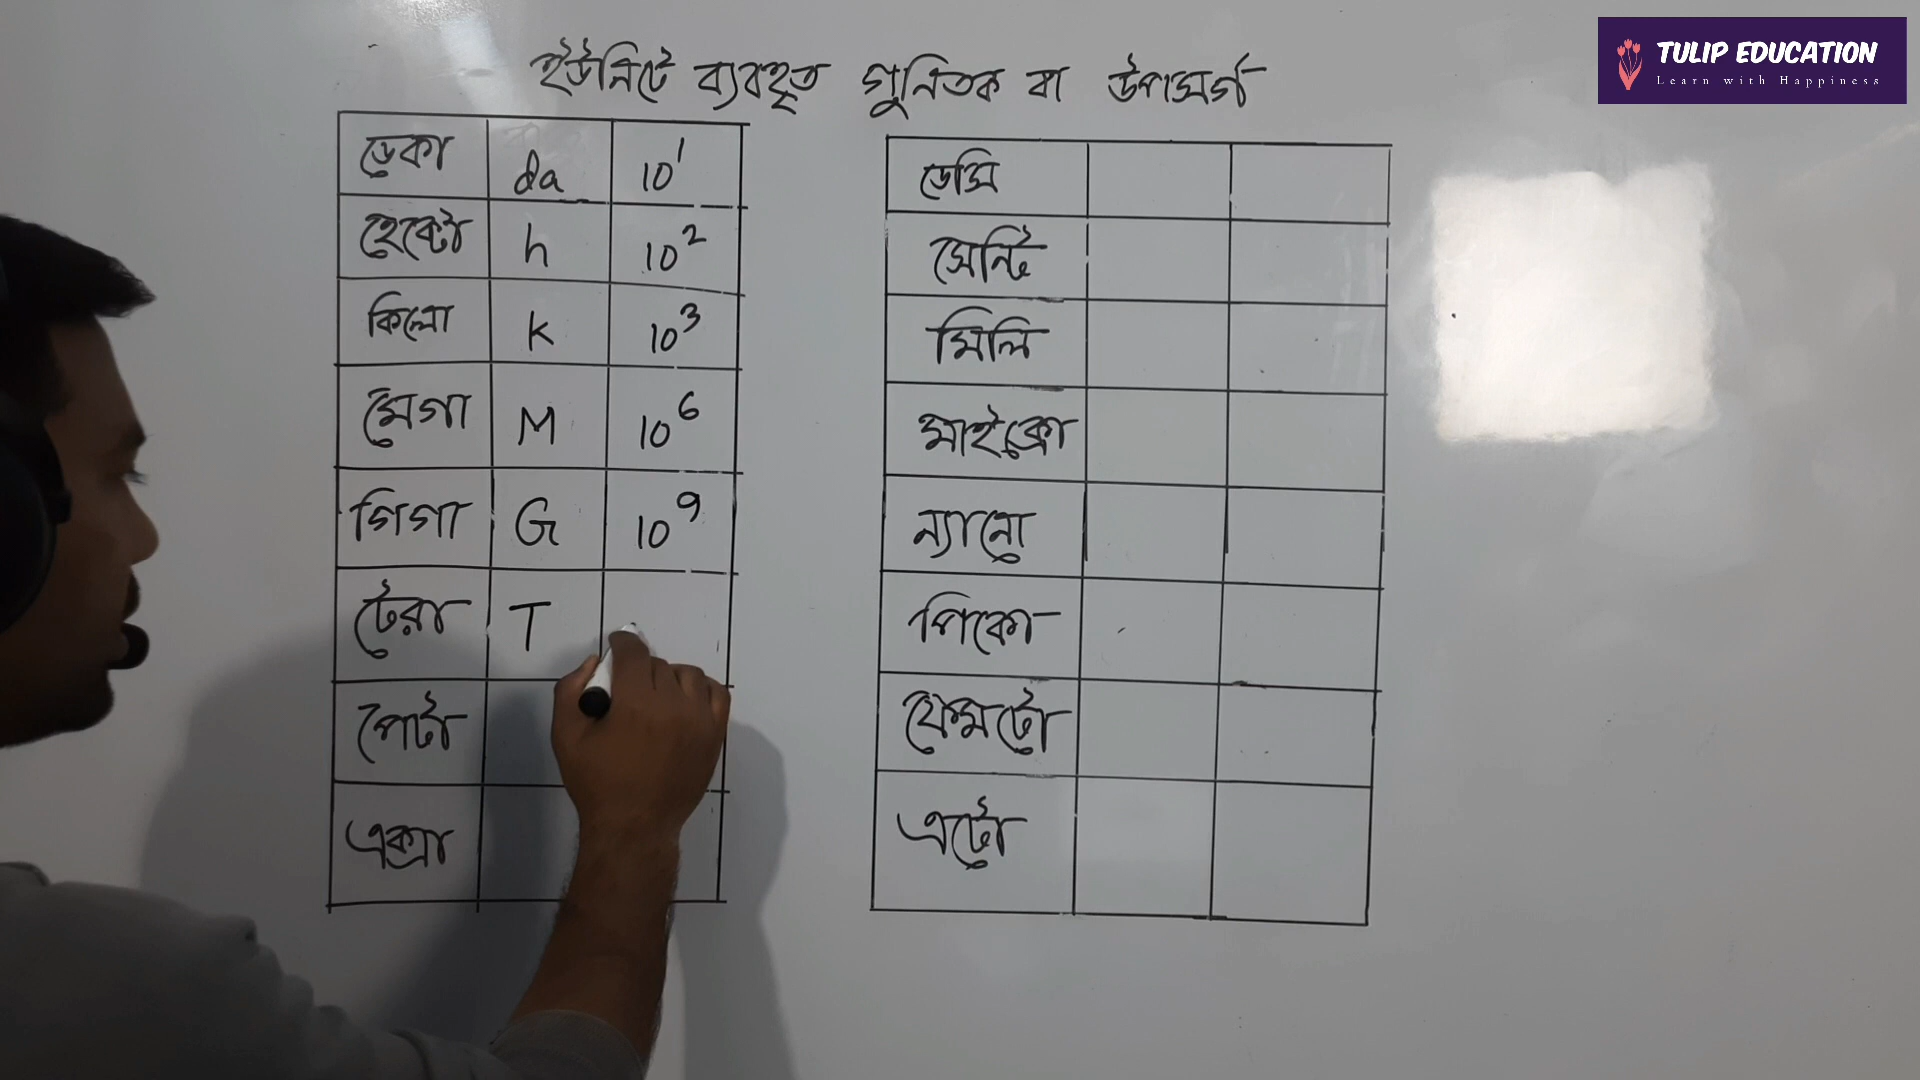 ইউনিটে ব্যবহৃত গুনিতক বা উপসর্গ
TULIP EDUCATION
Learn with Happiness
ডেকা da 10¹
হেক্টো h 10²
কিলো K 10³
মেগা M 10⁶
গিগা G 10⁹
টেরা T
পেটা
এক্সা
ডেসি
সেন্টি
মিলি
মাইক্রো
ন্যানো
পিকো
ফেমটো
এটো